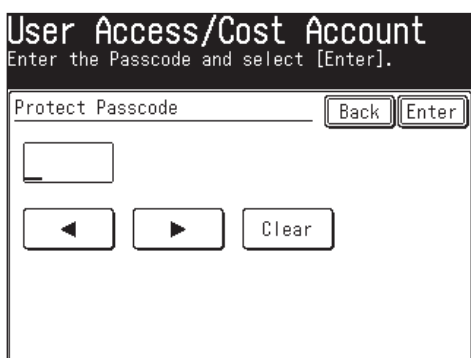 User Access/Cost Account
Enter the Passcode and select [Enter].
Protect Passcode
Back Enter
Clear